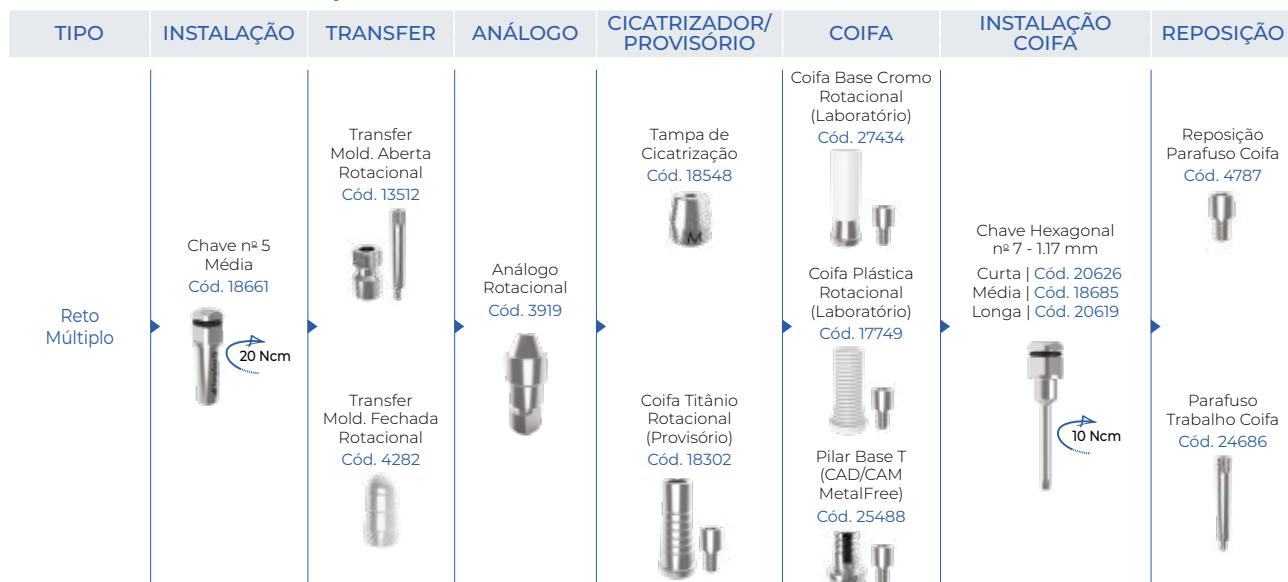 TIPO
INSTALAÇÃO
TRANSFER
ANÁLOGO
CICATRIZADOR/
PROVISÓRIO
COIFA
INSTALAÇÃO
COIFA
REPOSIÇÃO
Reto
Múltiplo
Chave nº 5
Média
Cód. 18661
20 Ncm
Transfer
Mold. Aberta
Rotacional
Cód. 13512
Transfer
Mold. Fechada
Rotacional
Cód. 4282
Análogo
Rotacional
Cód. 3919
Tampa de
Cicatrização
Cód. 18548
M
Coifa Titânio
Rotacional
(Provisório)
Cód. 18302
Coifa Base Cromo
Rotacional
(Laboratório)
Cód. 27434
Coifa Plástica
Rotacional
(Laboratório)
Cód. 17749
Pilar Base T
(CAD/CAM
MetalFree)
Cód. 25488
Chave Hexagonal
nº 7 - 1.17 mm
Curta | Cód. 20626
Média | Cód. 18685
Longa | Cód. 20619
10 Ncm
Reposição
Parafuso Coifa
Cód. 4787
Parafuso
Trabalho Coifa
Cód. 24686